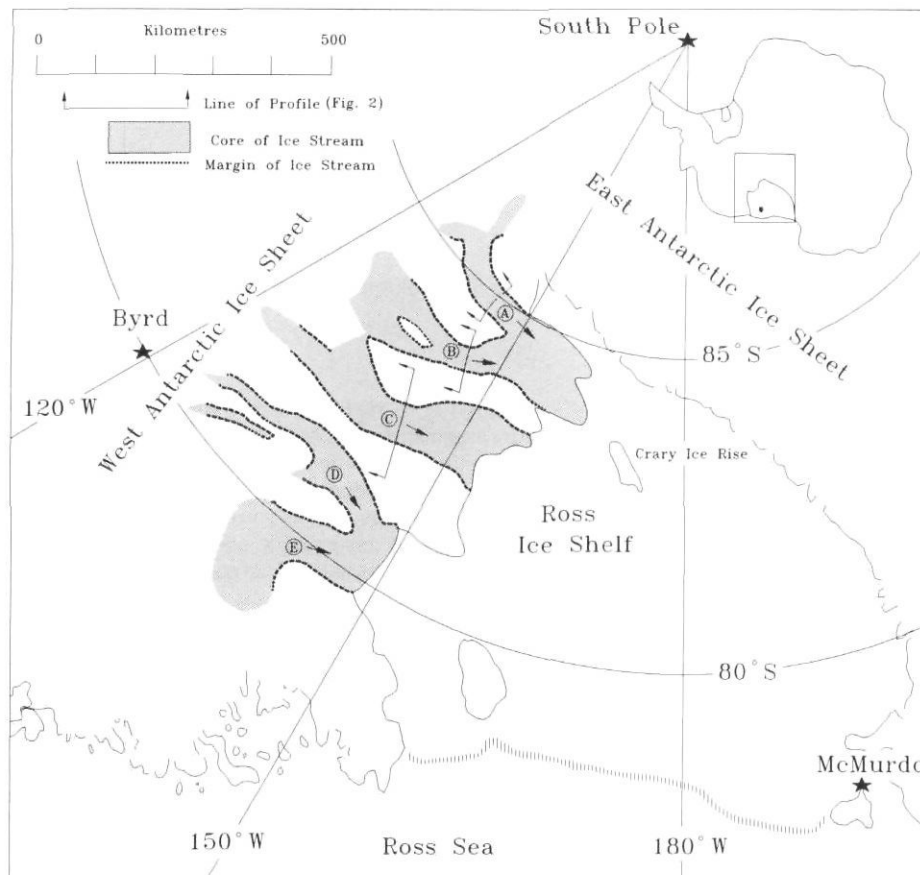 South Pole
Kilometres
0 500
Line of Profile (Fig. 2)
Core of Ice Stream
Margin of Ice Stream
East Antarctic Ice Sheet
West Antarctic Ice Sheet
Byrd
120°W
A
B
C
D
E
85°S
Crary Ice Rise
Ross
Ice Shelf
80°S
McMurdo
150°W
Ross Sea
180°W